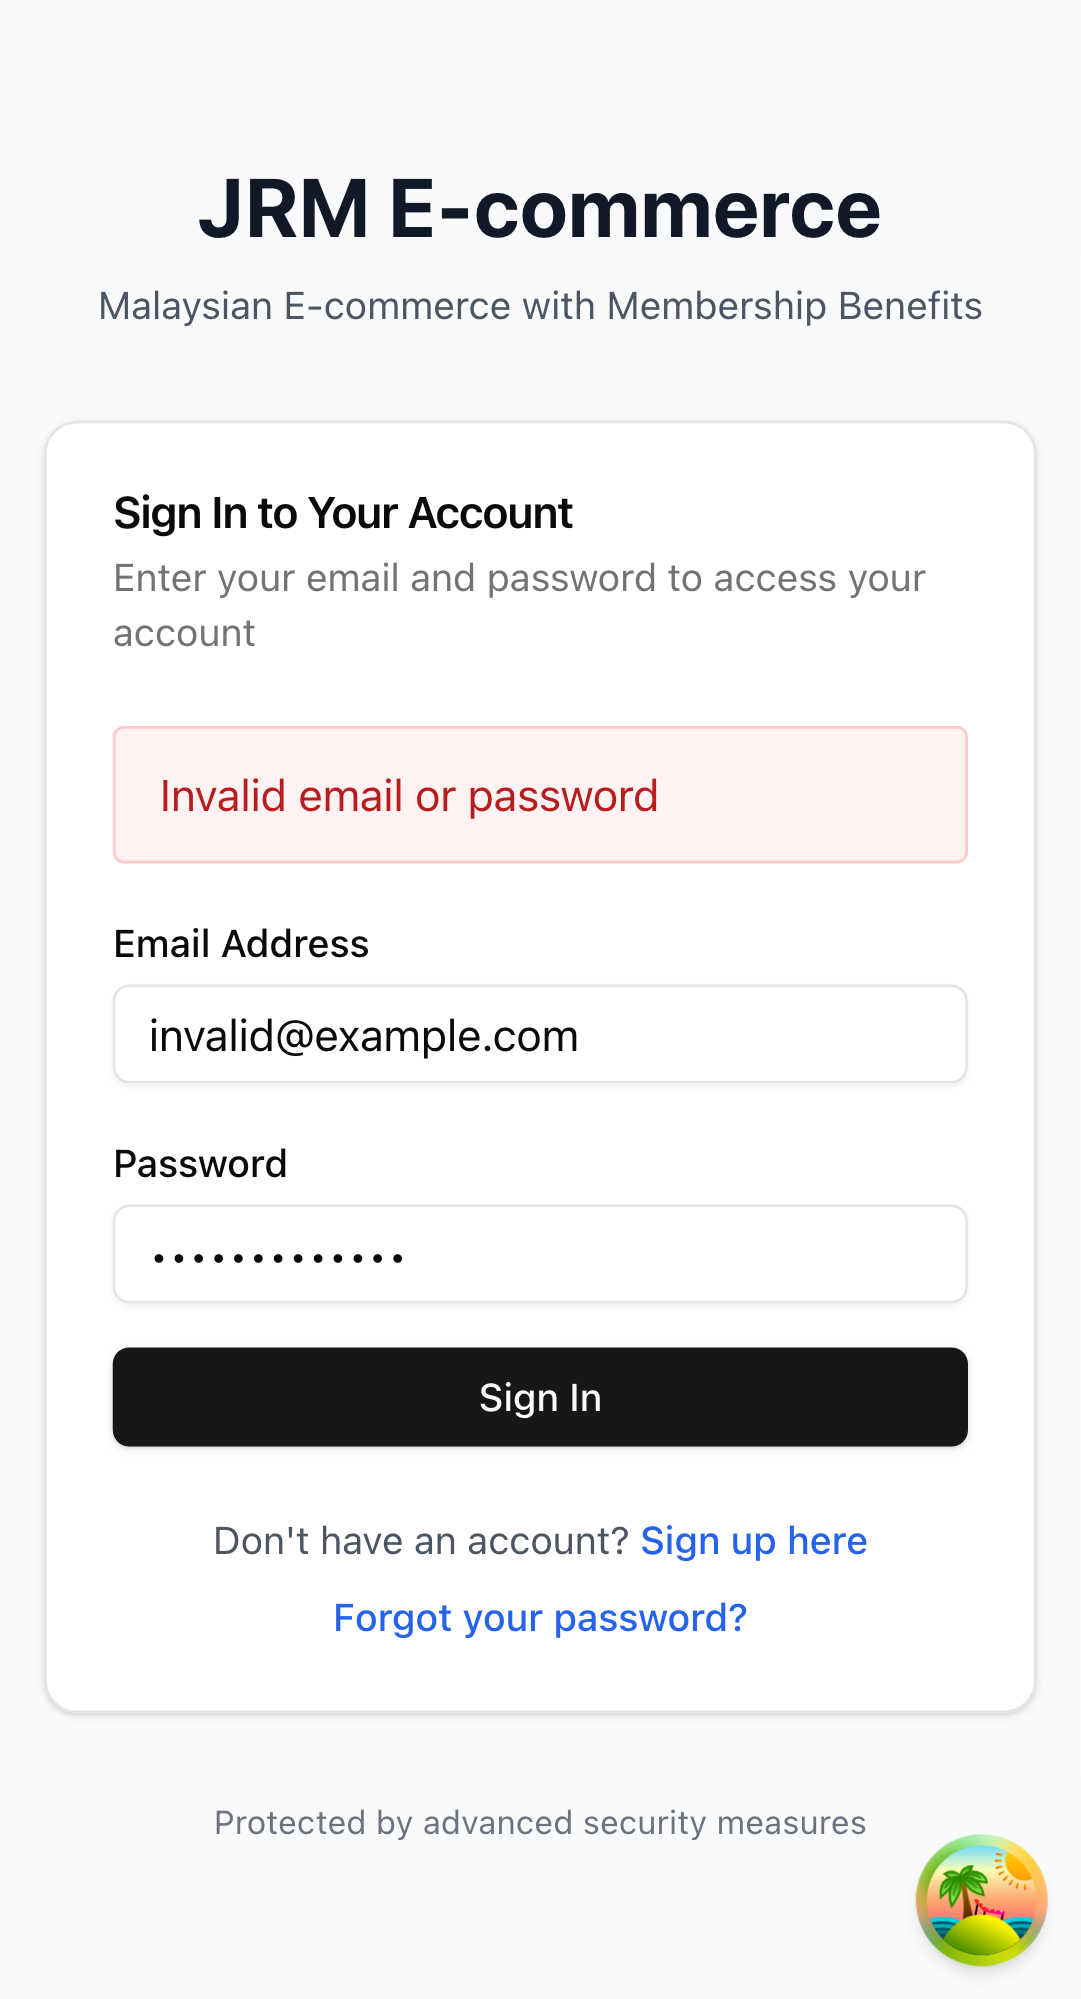 JRM E-commerce
Malaysian E-commerce with Membership Benefits
Sign In to Your Account
Enter your email and password to access your
account
Invalid email or password
Email Address
invalid@example.com
Password
•••••••••••••
Sign In
Don't have an account? Sign up here
Forgot your password?
Protected by advanced security measures